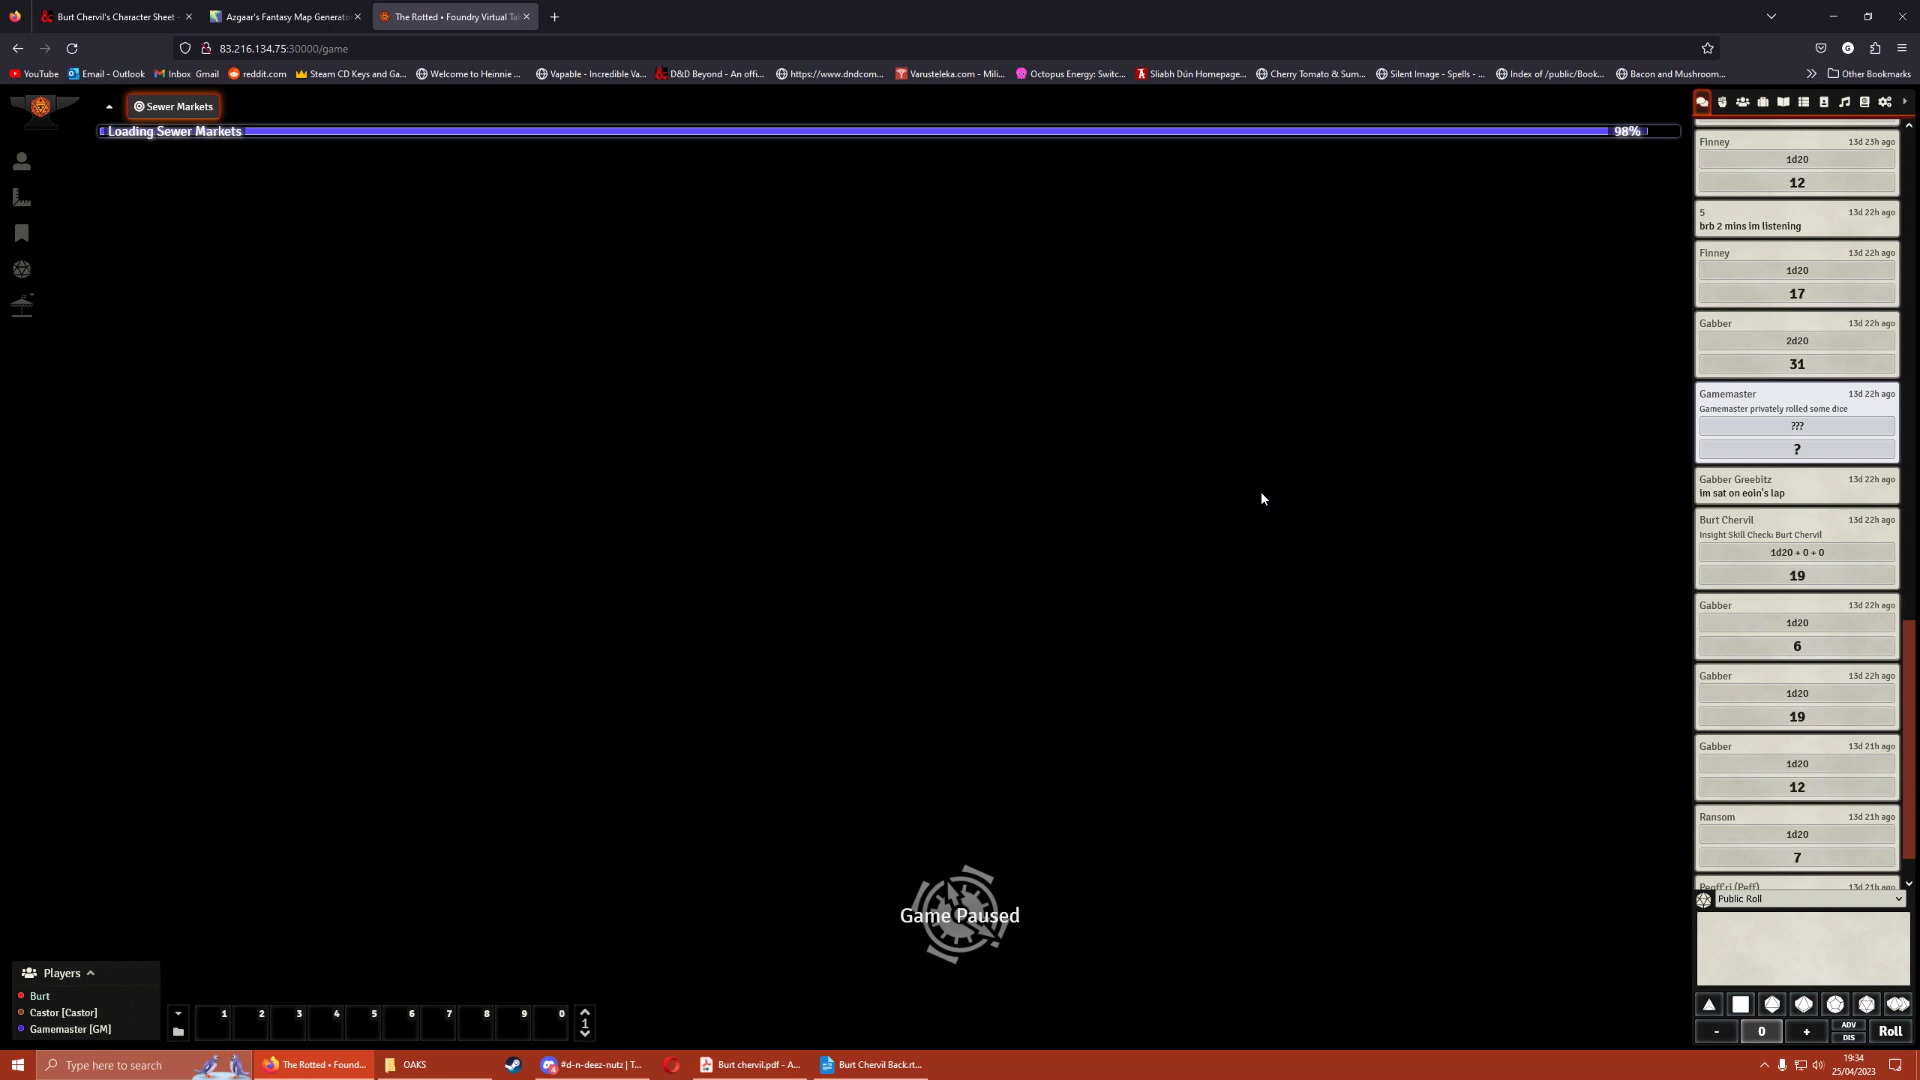 Burt Chervil's Character Sheet -
Azgaar's Fantasy Map Generato
The Rotted • Foundry Virtual Ta
83.216.134.75:30000/game
YouTube
Email - Outlook
Inbox Gmail
reddit.com
Steam CD Keys and Ga...
Welcome to Heinnie ...
Vapable - Incredible Va...
D&D Beyond - An offi...
https://www.dndcom...
Varusteleka.com - Mili...
Octopus Energy: Switc...
Sliabh Dún Homepage...
Cherry Tomato & Sum...
Silent Image - Spells - ...
Index of /public/Book...
Bacon and Mushroom...
Other Bookmarks
Sewer Markets
Loading Sewer Markets 98%
Finney 13d 23h ago
1d20
12
5 13d 22h ago
brb 2 mins im listening
Finney 13d 22h ago
1d20
17
Gabber 13d 22h ago
2d20
31
Gamemaster 13d 22h ago
Gamemaster privately rolled some dice
???
?
Gabber Greebitz 13d 22h ago
im sat on eoin's lap
Burt Chervil 13d 22h ago
Insight Skill Check: Burt Chervil
1d20 + 0 + 0
19
Gabber 13d 22h ago
1d20
6
Gabber 13d 22h ago
1d20
19
Gabber 13d 21h ago
1d20
12
Ransom 13d 21h ago
1d20
7
Peoff'ri (Peff) 13d 21h ago
Public Roll
Game Paused
Players
Burt
Castor [Castor]
Gamemaster [GM]
1 2 3 4 5 6 7 8 9 0
1
- 0 + ADV
DIS
Roll
Type here to search
The Rotted • Found...
OAKS
#d-n-deez-nutz | T...
Burt chervil.pdf - A...
Burt Chervil Back.rt...
19:34
25/04/2023